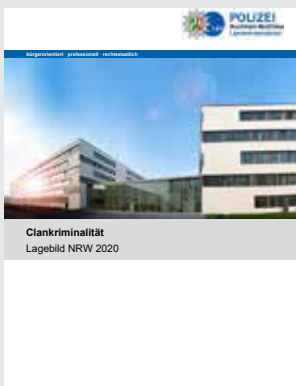 POLIZEI
Nordrhein-Westfalen
Landeskriminalamt
bürgerorientiert · professionell · rechtsstaatlich
Clankriminalität
Lagebild NRW 2020